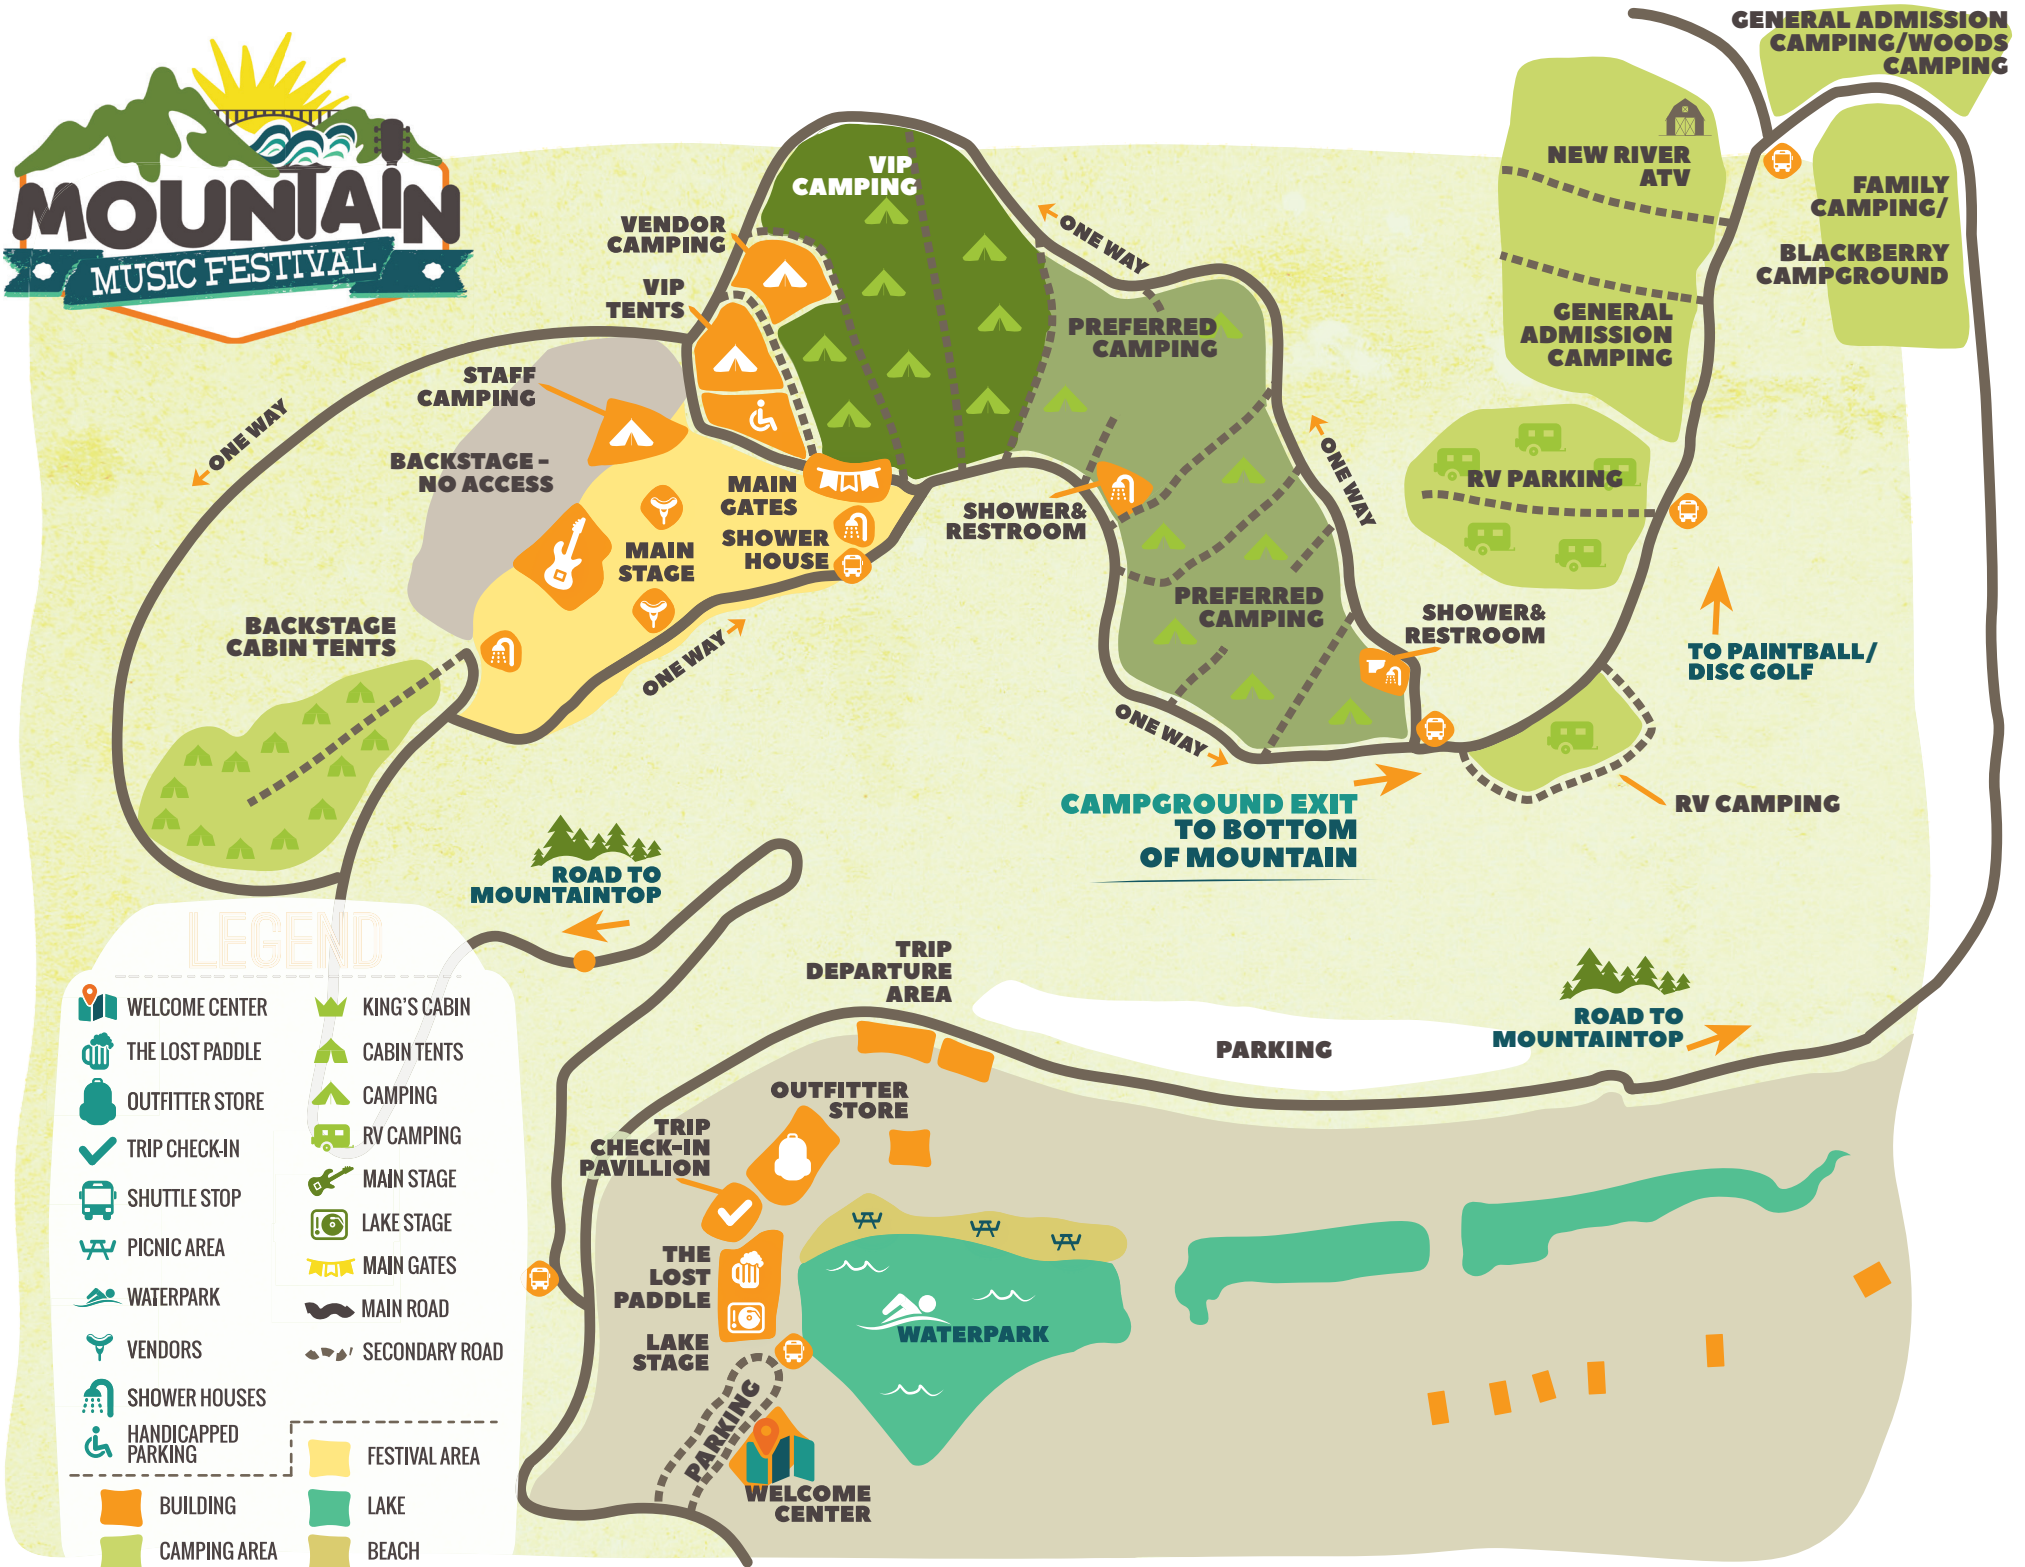 MOUNTAIN
MUSIC FESTIVAL
GENERAL ADMISSION
CAMPING/WOODS
CAMPING
NEW RIVER
ATV
FAMILY
CAMPING/
BLACKBERRY
CAMPGROUND
GENERAL
ADMISSION
CAMPING
VIP
CAMPING
VENDOR
CAMPING
VIP
TENTS
ONE WAY
PREFERRED
CAMPING
STAFF
CAMPING
ONE WAY
BACKSTAGE -
NO ACCESS
MAIN
GATES
SHOWER
HOUSE
MAIN
STAGE
SHOWER&
RESTROOM
ONE WAY
RV PARKING
BACKSTAGE
CABIN TENTS
ONE WAY
PREFERRED
CAMPING
SHOWER&
RESTROOM
TO PAINTBALL/
DISC GOLF
ONE WAY
CAMPGROUND EXIT
TO BOTTOM
OF MOUNTAIN
RV CAMPING
ROAD TO
MOUNTAINTOP
TRIP
DEPARTURE
AREA
PARKING
ROAD TO
MOUNTAINTOP
OUTFITTER
STORE
TRIP
CHECK-IN
PAVILLION
THE
LOST
PADDLE
LAKE
STAGE
WATERPARK
PARKING
WELCOME
CENTER
LEGEND
WELCOME CENTER
THE LOST PADDLE
OUTFITTER STORE
TRIP CHECK-IN
SHUTTLE STOP
PICNIC AREA
WATERPARK
VENDORS
SHOWER HOUSES
HANDICAPPED
PARKING
KING'S CABIN
CABIN TENTS
CAMPING
RV CAMPING
MAIN STAGE
LAKE STAGE
MAIN GATES
MAIN ROAD
SECONDARY ROAD
BUILDING
CAMPING AREA
FESTIVAL AREA
LAKE
BEACH